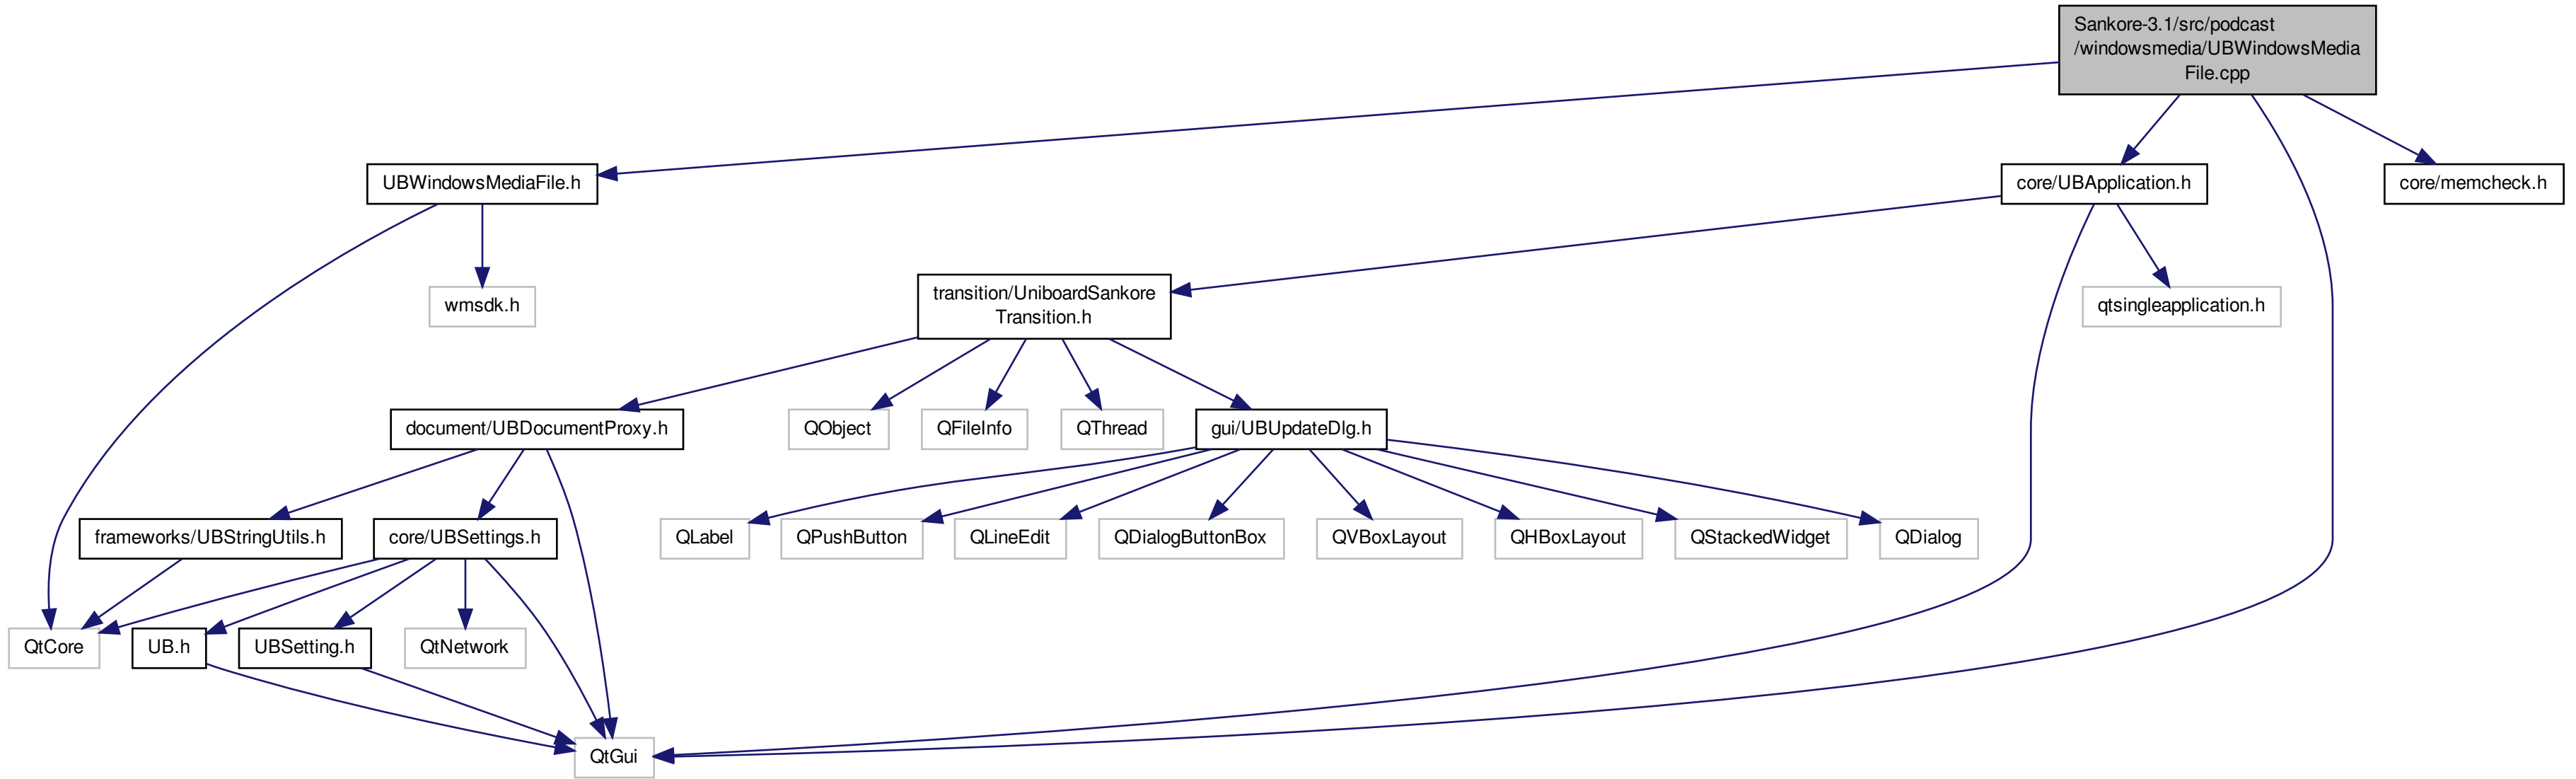 Sankore-3.1/src/podcast
/windowsmedia/UBWindowsMedia
File.cpp
UBWindowsMediaFile.h
core/UBApplication.h
core/memcheck.h
wmsdk.h
transition/UniboardSankore
Transition.h
qtsingleapplication.h
document/UBDocumentProxy.h
QObject
QFileInfo
QThread
gui/UBUpdateDlg.h
frameworks/UBStringUtils.h
core/UBSettings.h
QLabel
QPushButton
QLineEdit
QDialogButtonBox
QVBoxLayout
QHBoxLayout
QStackedWidget
QDialog
QtCore
UB.h
UBSetting.h
QtNetwork
QtGui